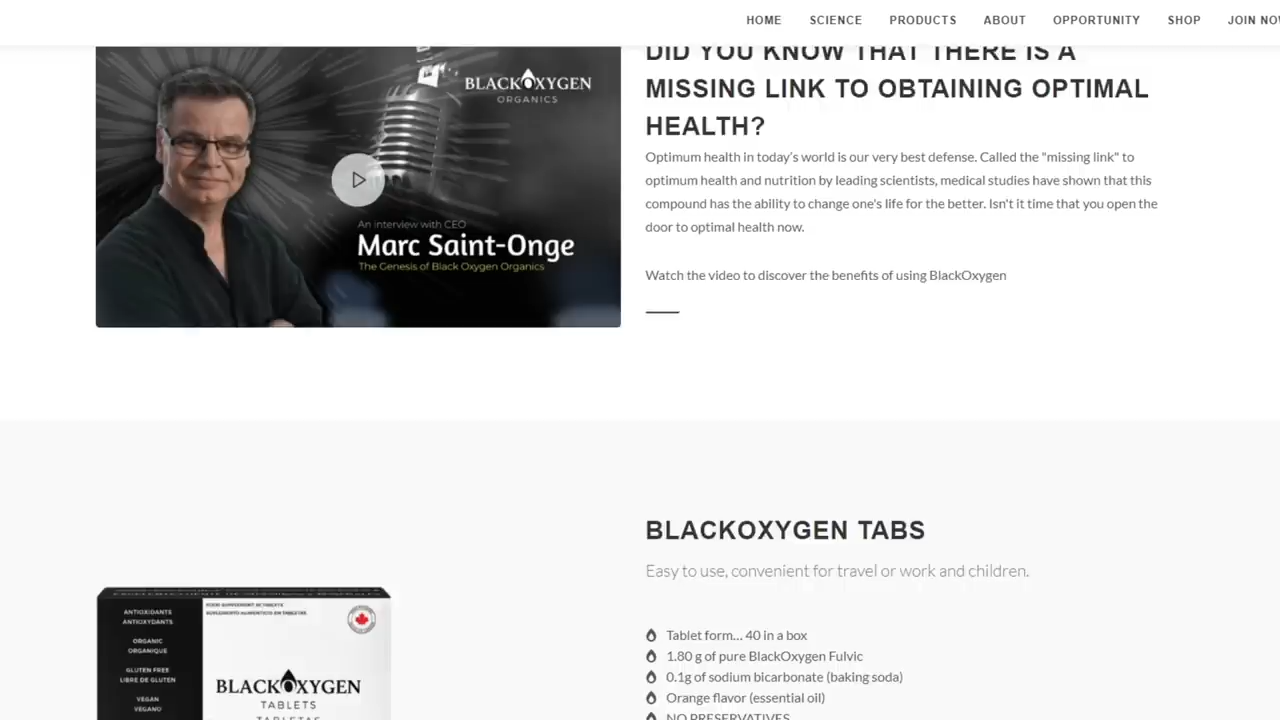 HOME SCIENCE PRODUCTS ABOUT OPPORTUNITY SHOP JOIN NO
DID YOU KNOW THAT THERE IS A
MISSING LINK TO OBTAINING OPTIMAL
HEALTH?
Optimum health in today's world is our very best defense. Called the "missing link" to
optimum health and nutrition by leading scientists, medical studies have shown that this
compound has the ability to change one's life for the better. Isn't it time that you open the
door to optimal health now.
Watch the video to discover the benefits of using BlackOxygen
BLACKOXYGEN
ORGANICS
An interview with CEO
Marc Saint-Onge
The Genesis of Black Oxygen Organics
BLACKOXYGEN TABS
Easy to use, convenient for travel or work and children.
Tablet form... 40 in a box
1.80 g of pure BlackOxygen Fulvic
0.1g of sodium bicarbonate (baking soda)
Orange flavor (essential oil)
NO PRESERVATIVES
ANTIOXIDANTS
ANTIOXYDANTS
ORGANIC
ORGANIQUE
GLUTEN FREE
LIBRE DE GLUTEN
VEGAN
VÉGANO
BLACKOXYGEN
TABLETS
TABLETAS